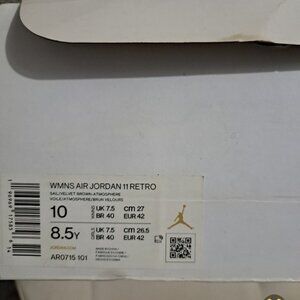 WMNS AIR JORDAN 11 RETRO
SAIL/VELVET BROWN-ATMOSPHERE
VOILE/ATMOSPHERE/BRUN VELOURS
10 WMNS UK 7.5 CM 27
BR 40 EUR 42
8.5Y UK 7.5 CM 26.5
BR 40 EUR 42
JORDAN.COM
AR0715 101